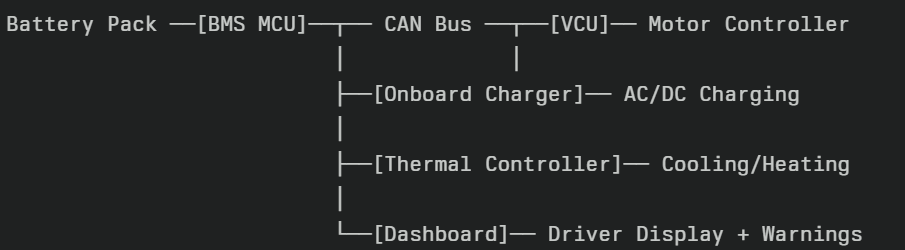 Battery Pack ──[BMS MCU]──┬── CAN Bus ──┬──[VCU]── Motor Controller
                          │             │
                          ├──[Onboard Charger]── AC/DC Charging
                          │
                          ├──[Thermal Controller]── Cooling/Heating
                          │
                          └──[Dashboard]── Driver Display + Warnings